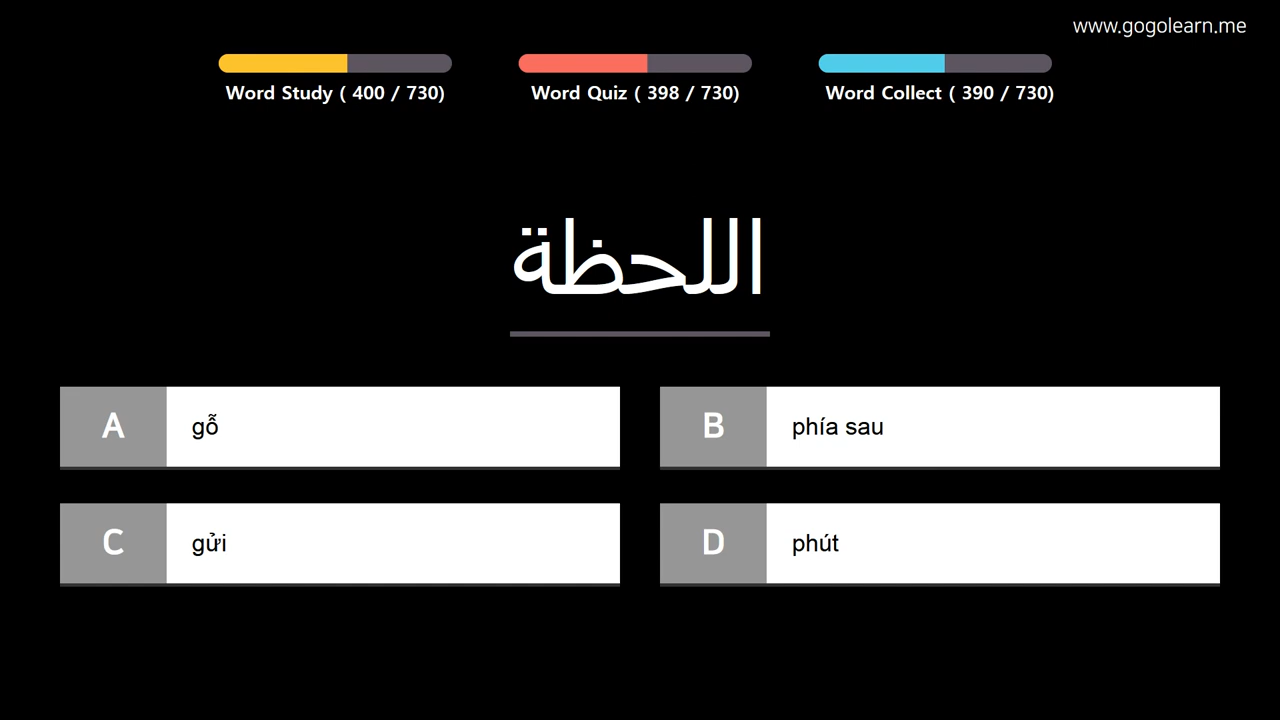 www.gogolearn.me
Word Study ( 400 / 730)
Word Quiz ( 398 / 730)
Word Collect ( 390 / 730)
اللحظة
A
gỗ
B
phía sau
C
gửi
D
phút